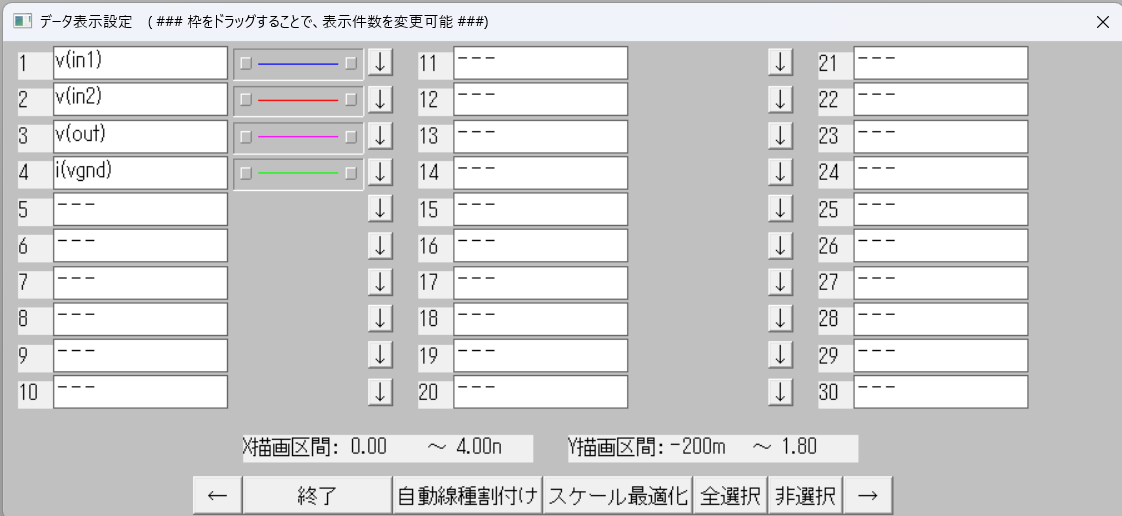 データ表示設定 ( ### 枠をドラッグすることで、表示件数を変更可能 ###)
1 v(in1) ↓ 11 --- ↓ 21 ---
2 v(in2) ↓ 12 --- ↓ 22 ---
3 v(out) ↓ 13 --- ↓ 23 ---
4 i(vgnd) ↓ 14 --- ↓ 24 ---
5 --- ↓ 15 --- ↓ 25 ---
6 --- ↓ 16 --- ↓ 26 ---
7 --- ↓ 17 --- ↓ 27 ---
8 --- ↓ 18 --- ↓ 28 ---
9 --- ↓ 19 --- ↓ 29 ---
10 --- ↓ 20 --- ↓ 30 ---
X描画区間: 0.00 ～ 4.00n Y描画区間: -200m ～ 1.80
← 終了 自動線種割付け スケール最適化 全選択 非選択 →